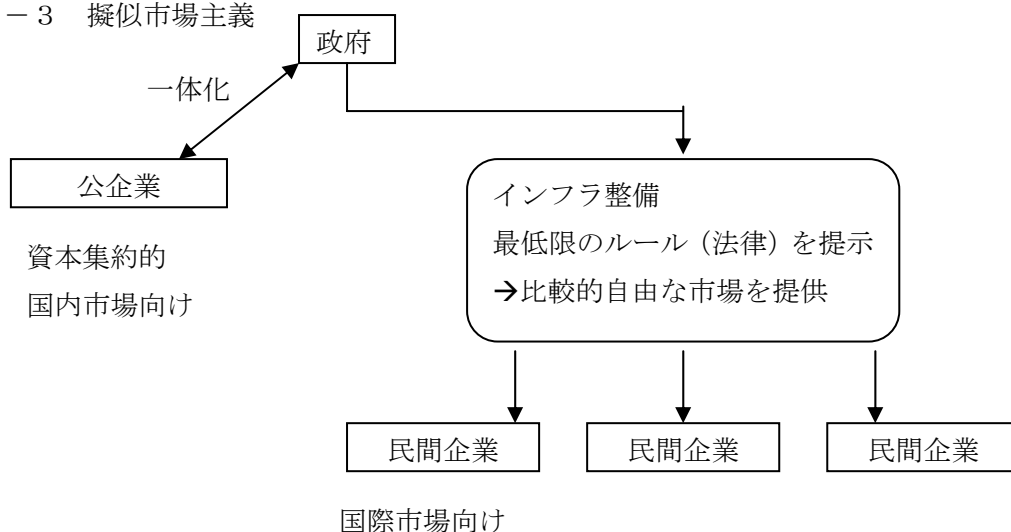 －３　擬似市場主義
政府
一体化
公企業
資本集約的
国内市場向け
インフラ整備
最低限のルール（法律）を提示
→比較的自由な市場を提供
民間企業
民間企業
民間企業
国際市場向け